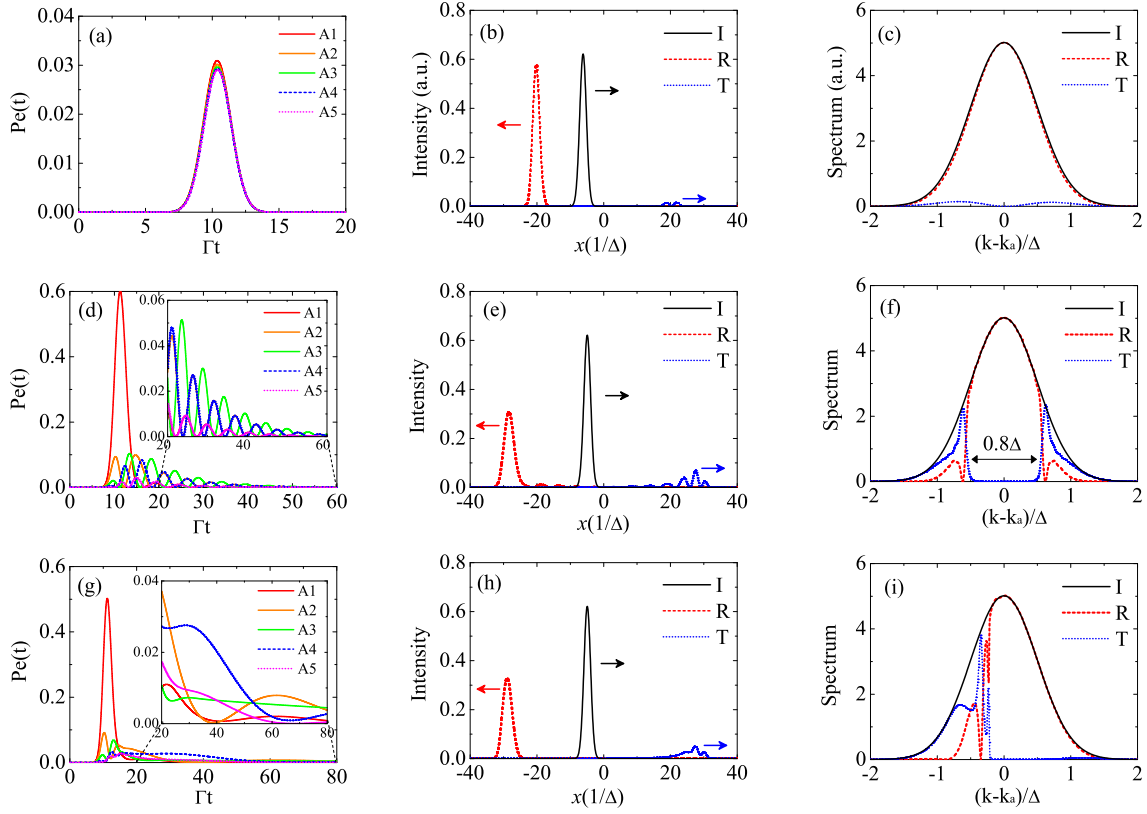 (a)
Pe(t)
0.04
0.03
0.02
0.01
0.00
0
5
10
15
20
Γt
A1
A2
A3
A4
A5
(b)
Intensity (a.u.)
0.8
0.6
0.4
0.2
0.0
-40
-20
0
20
40
x(1/Δ)
I
R
T
(c)
Spectrum (a.u.)
6
4
2
0
-2
-1
0
1
2
(k-ka)/Δ
I
R
T
(d)
Pe(t)
0.6
0.4
0.2
0.0
0
10
20
30
40
50
60
Γt
0.06
0.04
0.02
0.00
20
40
60
A1
A2
A3
A4
A5
(e)
Intensity
0.8
0.6
0.4
0.2
0.0
-40
-20
0
20
40
x(1/Δ)
I
R
T
(f)
Spectrum
6
4
2
0
-2
-1
0
1
2
(k-ka)/Δ
I
R
T
0.8Δ
(g)
Pe(t)
0.6
0.4
0.2
0.0
0
20
40
60
80
Γt
0.04
0.02
0.00
20
40
60
80
A1
A2
A3
A4
A5
(h)
Intensity
0.8
0.6
0.4
0.2
0.0
-40
-20
0
20
40
x(1/Δ)
I
R
T
(i)
Spectrum
6
4
2
0
-2
-1
0
1
2
(k-ka)/Δ
I
R
T